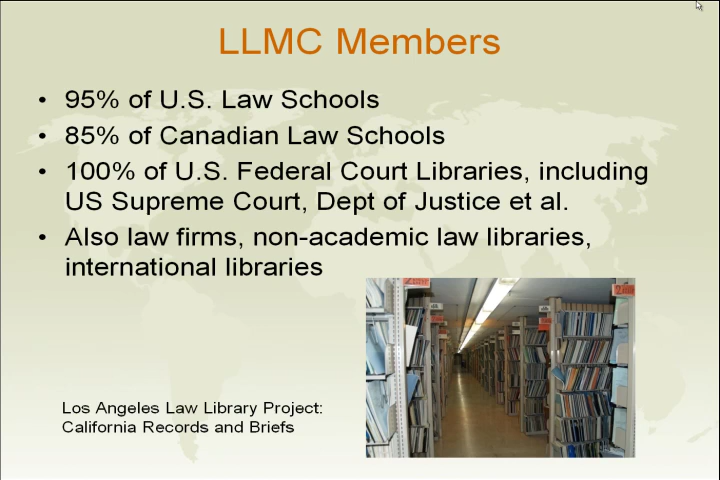 LLMC Members
• 95% of U.S. Law Schools
• 85% of Canadian Law Schools
• 100% of U.S. Federal Court Libraries, including
US Supreme Court, Dept of Justice et al.
• Also law firms, non-academic law libraries,
international libraries
Los Angeles Law Library Project:
California Records and Briefs